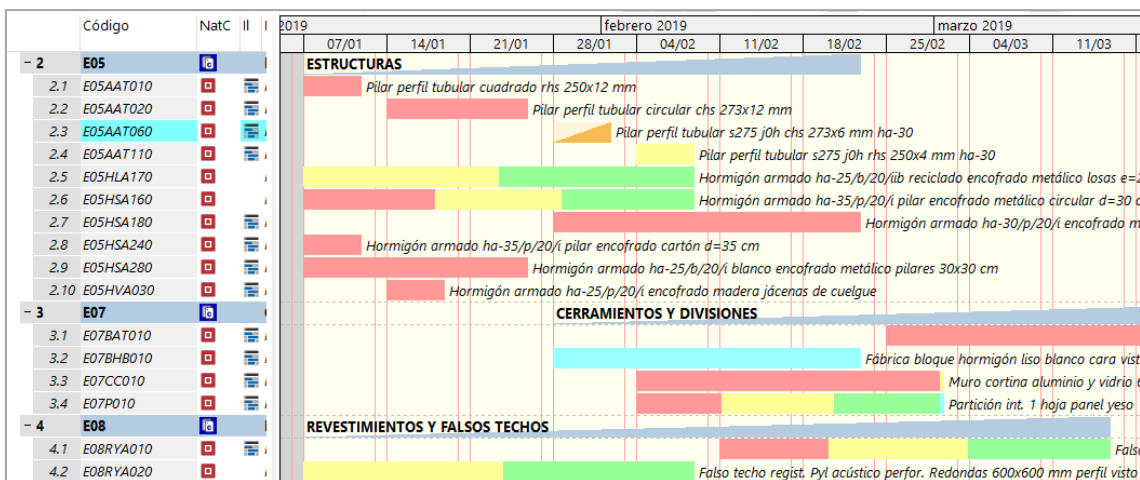 Código NatC Il I 2019 febrero 2019 marzo 2019
07/01 14/01 21/01 28/01 04/02 11/02 18/02 25/02 04/03 11/03
− 2 E05 ESTRUCTURAS
2.1 E05AAT010 Pilar perfil tubular cuadrado rhs 250x12 mm
2.2 E05AAT020 Pilar perfil tubular circular chs 273x12 mm
2.3 E05AAT060 Pilar perfil tubular s275 j0h chs 273x6 mm ha-30
2.4 E05AAT110 Pilar perfil tubular s275 j0h rhs 250x4 mm ha-30
2.5 E05HLA170 Hormigón armado ha-25/b/20/iib reciclado encofrado metálico losas e=2
2.6 E05HSA160 Hormigón armado ha-35/p/20/i pilar encofrado metálico circular d=30 c
2.7 E05HSA180 Hormigón armado ha-30/p/20/i encofrado m
2.8 E05HSA240 Hormigón armado ha-35/p/20/i pilar encofrado cartón d=35 cm
2.9 E05HSA280 Hormigón armado ha-25/b/20/i blanco encofrado metálico pilares 30x30 cm
2.10 E05HVA030 Hormigón armado ha-25/p/20/i encofrado madera jácenas de cuelgue
− 3 E07 CERRAMIENTOS Y DIVISIONES
3.1 E07BAT010
3.2 E07BHB010 Fábrica bloque hormigón liso blanco cara vist
3.3 E07CC010 Muro cortina aluminio y vidrio 6
3.4 E07P010 Partición int. 1 hoja panel yeso
− 4 E08 REVESTIMIENTOS Y FALSOS TECHOS
4.1 E08RYA010 Fals
4.2 E08RYA020 Falso techo regist. Pyl acústico perfor. Redondas 600x600 mm perfil visto